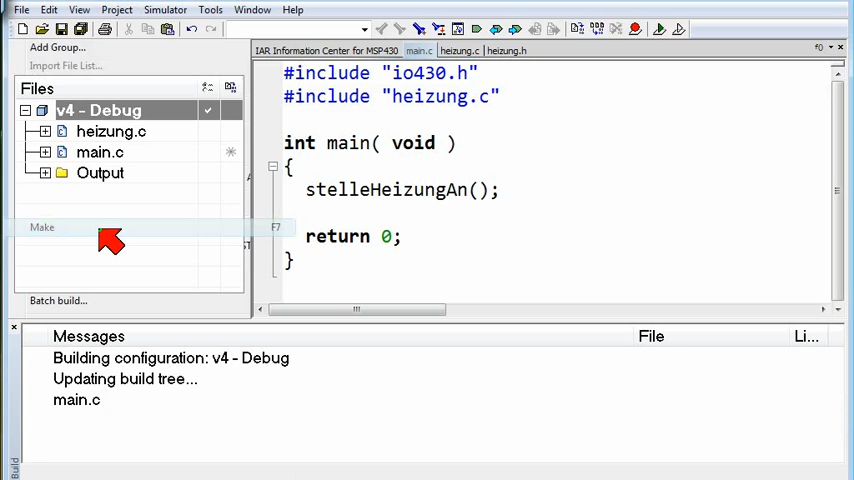 File Edit View Project Simulator Tools Window Help
Add Group...
Import File List...
Files
v4 - Debug
heizung.c
main.c
Output
Make F7
Batch build...
IAR Information Center for MSP430 main.c heizung.c heizung.h f0
#include "io430.h"
#include "heizung.c"
int main( void )
{
stelleHeizungAn();
return 0;
}
Messages File Li...
Building configuration: v4 - Debug
Updating build tree...
main.c
Build